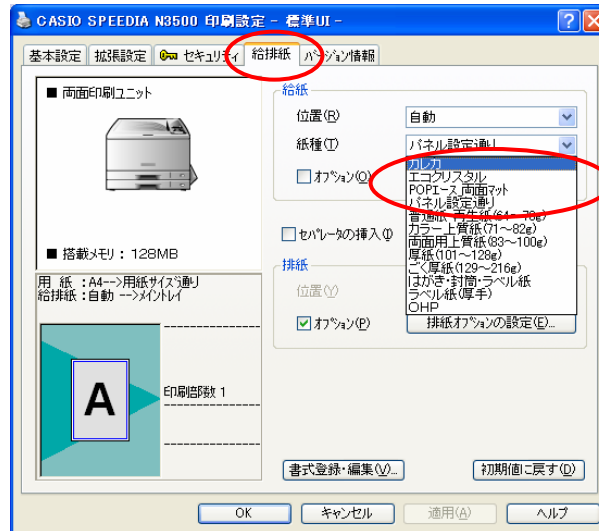 CASIO SPEEDIA N3500 印刷設定 - 標準UI -
基本設定 拡張設定 セキュリティ 給排紙 バージョン情報
■ 両面印刷ユニット
■ 搭載メモリ : 128MB
用 紙 :A4-->用紙サイズ通り
給排紙 :自動 -->メイントレイ
A
印刷部数 1
給紙
位置(R) 自動
紙種(T) パネル設定通り
オプション(O)
カレカ
エコクリスタル
POPエース 両面マット
パネル設定通り
普通紙・再生紙(64～70g)
カラー上質紙(71～82g)
両面用上質紙(83～100g)
厚紙(101～128g)
ごく厚紙(129～216g)
はがき・封筒・ラベル紙
ラベル紙(厚手)
OHP
セパレータの挿入(I)
排紙
位置(Y)
オプション(P) 排紙オプションの設定(E)...
書式登録・編集(V)... 初期値に戻す(D)
OK キャンセル 適用(A) ヘルプ